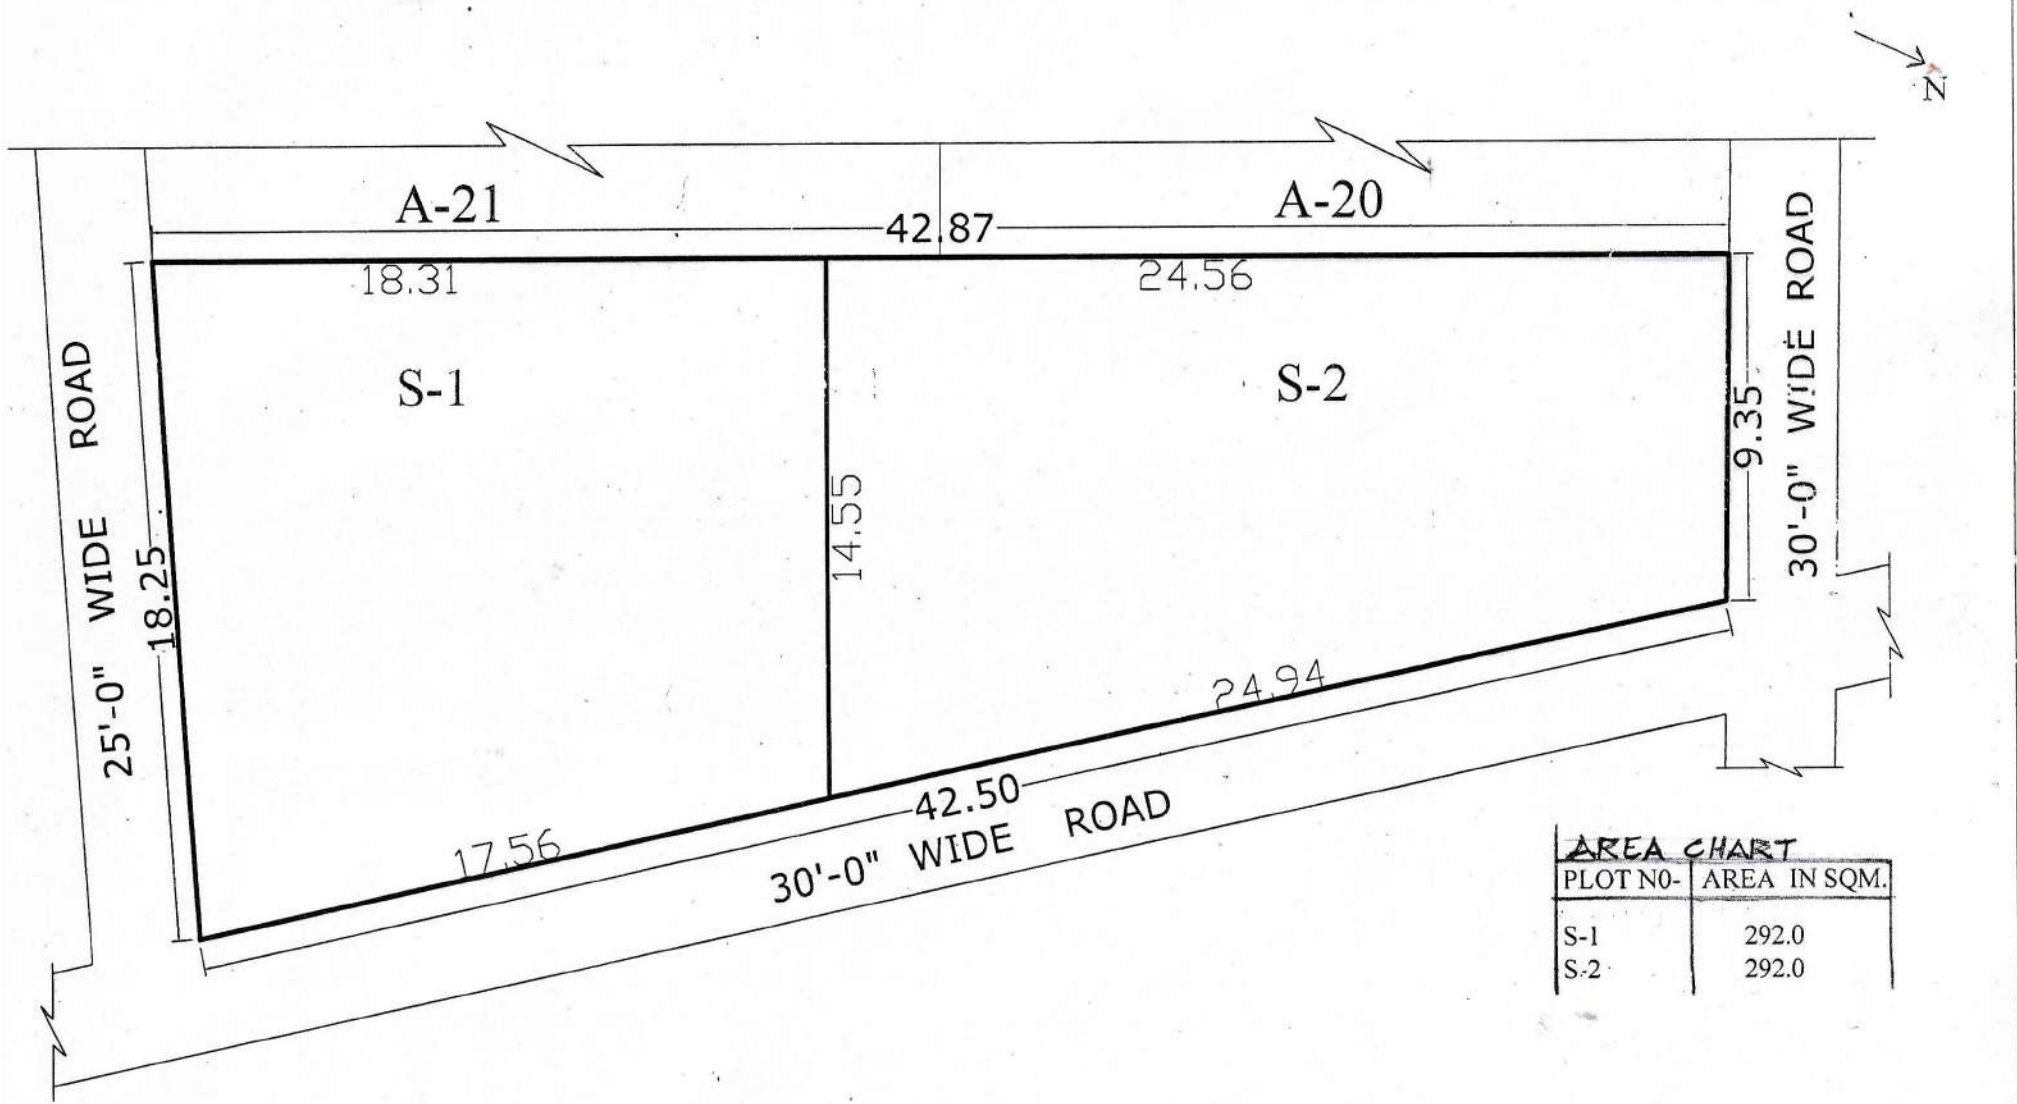 N
A-21
A-20
42.87
18.31
24.56
S-1
S-2
25'-0" WIDE ROAD
18.25
14.55
9.35
30'-0" WIDE ROAD
24.94
17.56
42.50
30'-0" WIDE ROAD
AREA CHART
PLOT N0- AREA IN SQM.
S-1 292.0
S-2 292.0